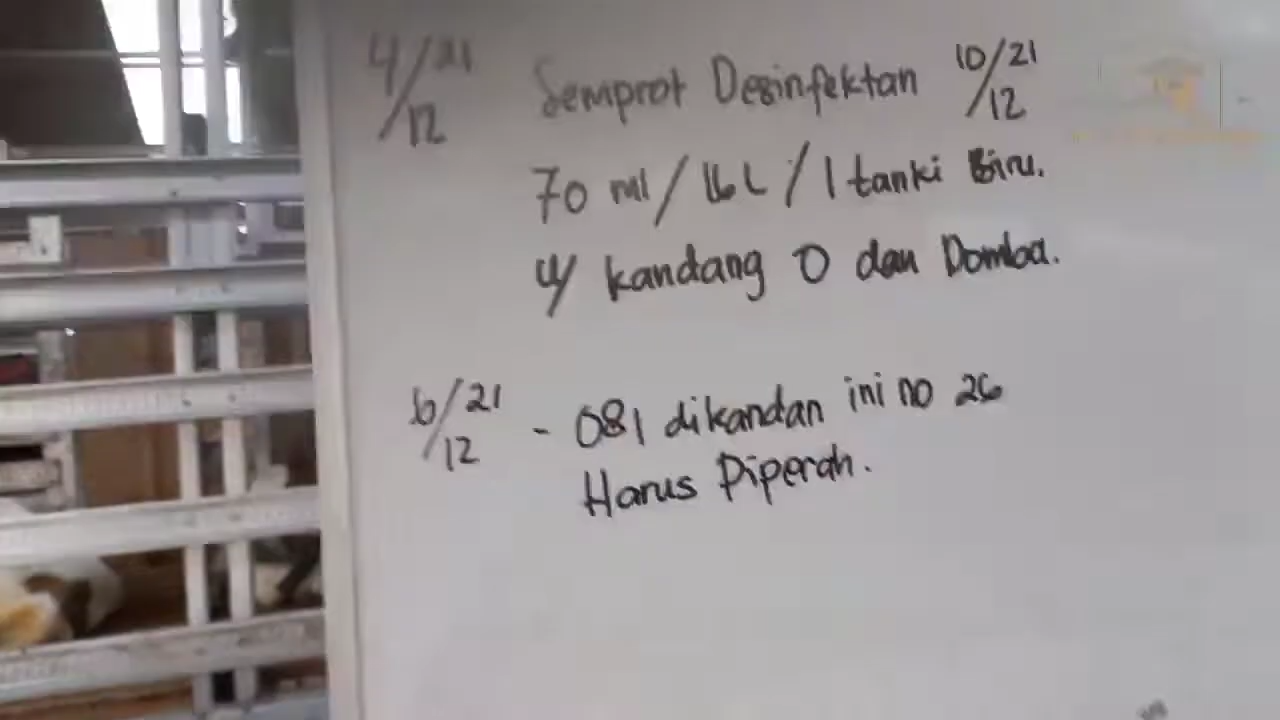 4/21
12
Semprot Desinfektan 10/21
12
70 ml / 16 L / 1 tanki Biru.
u/ kandang O dan Domba.
6/21
12
- 081 dikandan ini no 26
Harus Diperah.